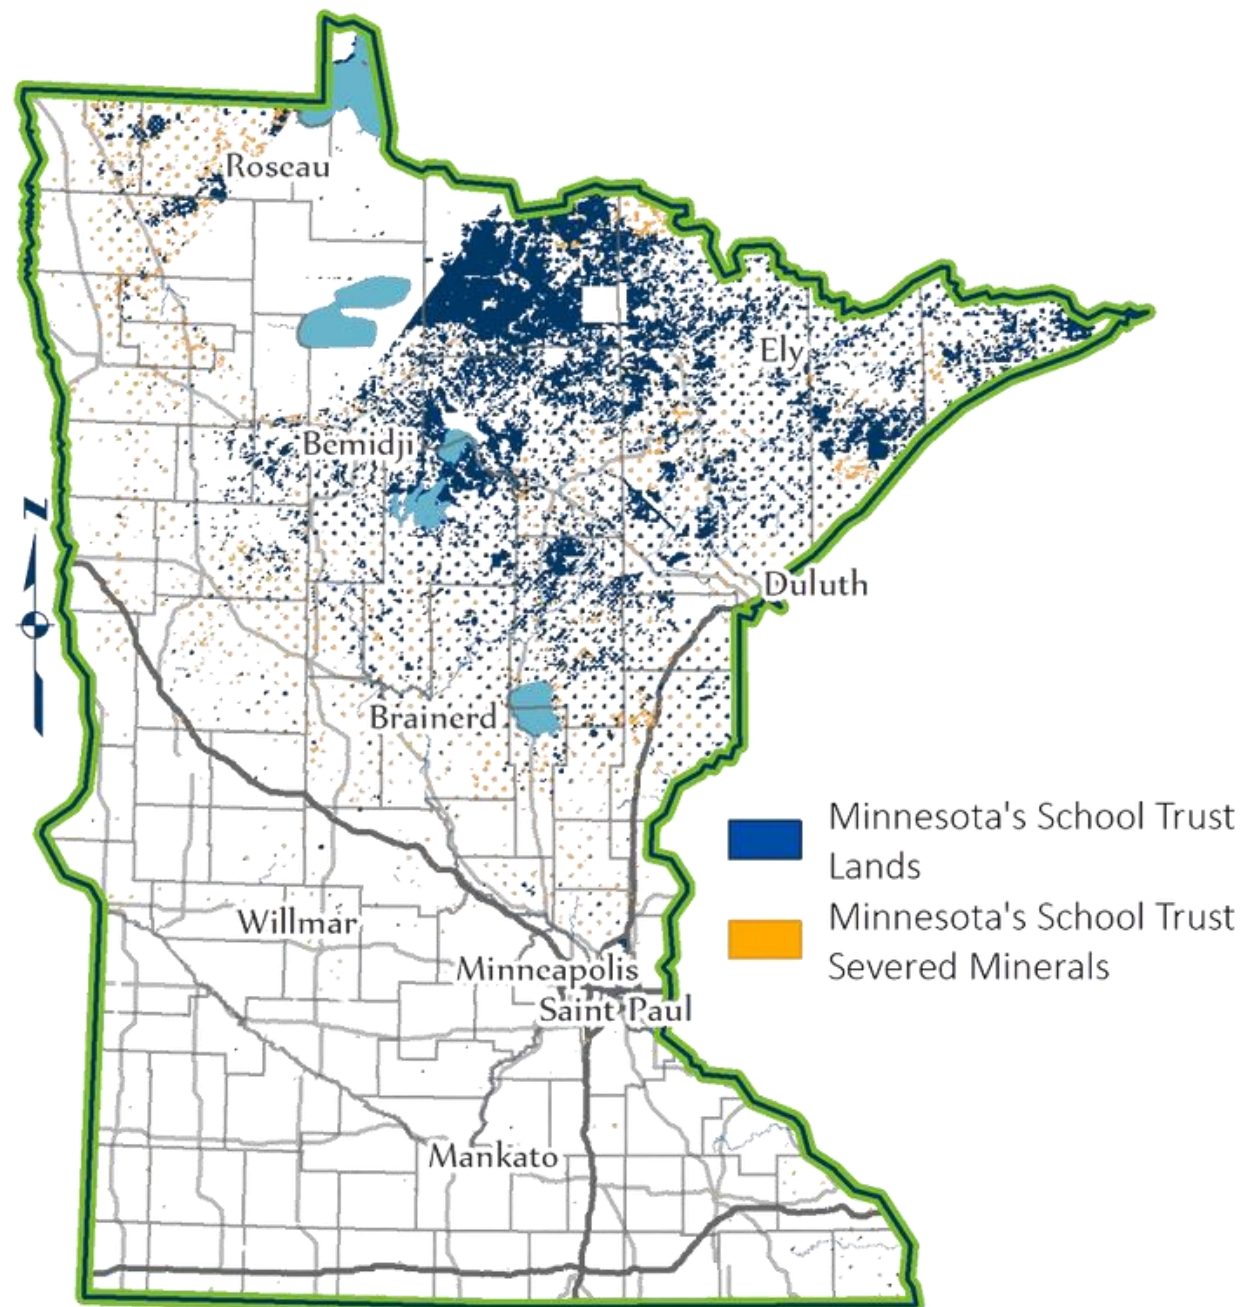 Roseau
Ely
Bemidji
N
Duluth
Brainerd
Minnesota's School Trust
Lands
Minnesota's School Trust
Severed Minerals
Willmar
Minneapolis
Saint Paul
Mankato